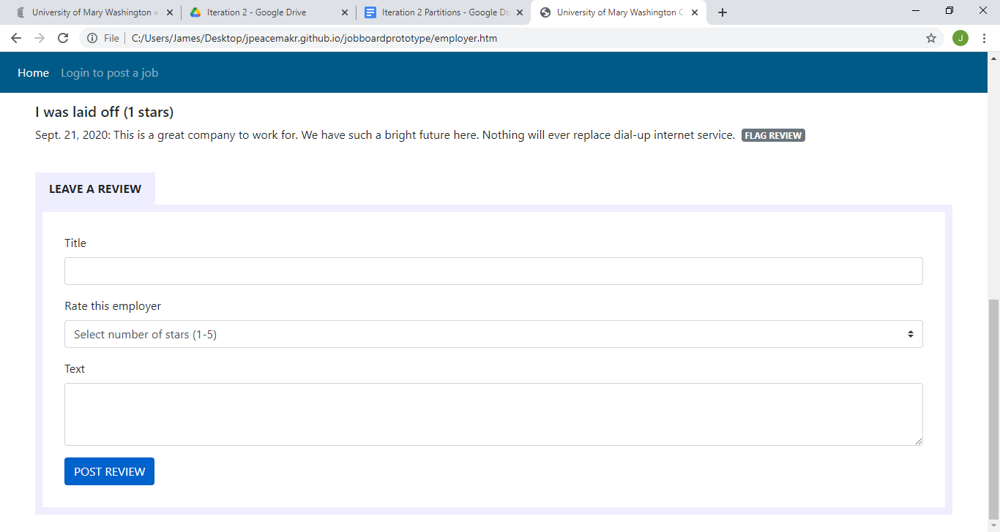 University of Mary Washington »
Iteration 2 - Google Drive
Iteration 2 Partitions - Google Do
University of Mary Washington C
File
C:/Users/James/Desktop/jpeacemakr.github.io/jobboardprototype/employer.htm
J
Home Login to post a job
I was laid off (1 stars)
Sept. 21, 2020: This is a great company to work for. We have such a bright future here. Nothing will ever replace dial-up internet service. FLAG REVIEW
LEAVE A REVIEW
Title
Rate this employer
Select number of stars (1-5)
Text
POST REVIEW